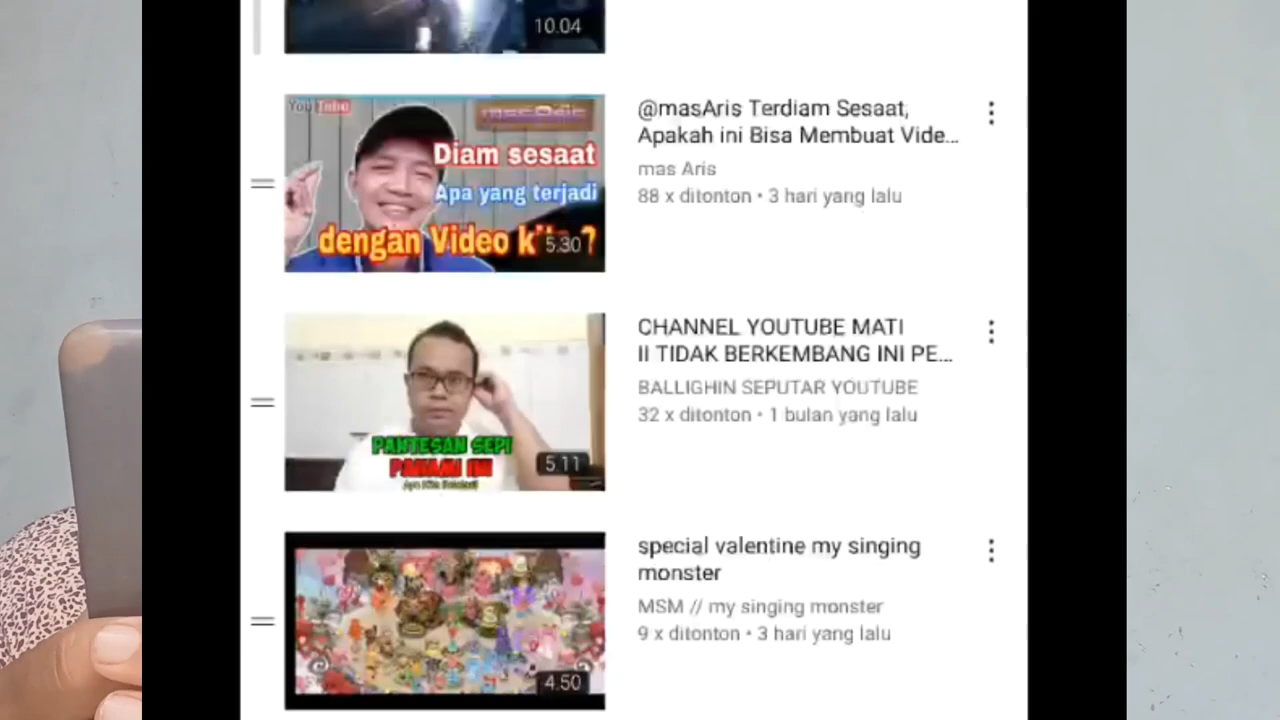 10.04
YouTube
Diam sesaat
Apa yang terjadi
dengan Video
5.30
?
@masAris Terdiam Sesaat,
Apakah ini Bisa Membuat Vide...
mas Aris
88 x ditonton • 3 hari yang lalu
PANTESAN SEPI
PAHAMI INI
5.11
CHANNEL YOUTUBE MATI
II TIDAK BERKEMBANG INI PE...
BALLIGHIN SEPUTAR YOUTUBE
32 x ditonton • 1 bulan yang lalu
4.50
special valentine my singing
monster
MSM // my singing monster
9 x ditonton • 3 hari yang lalu